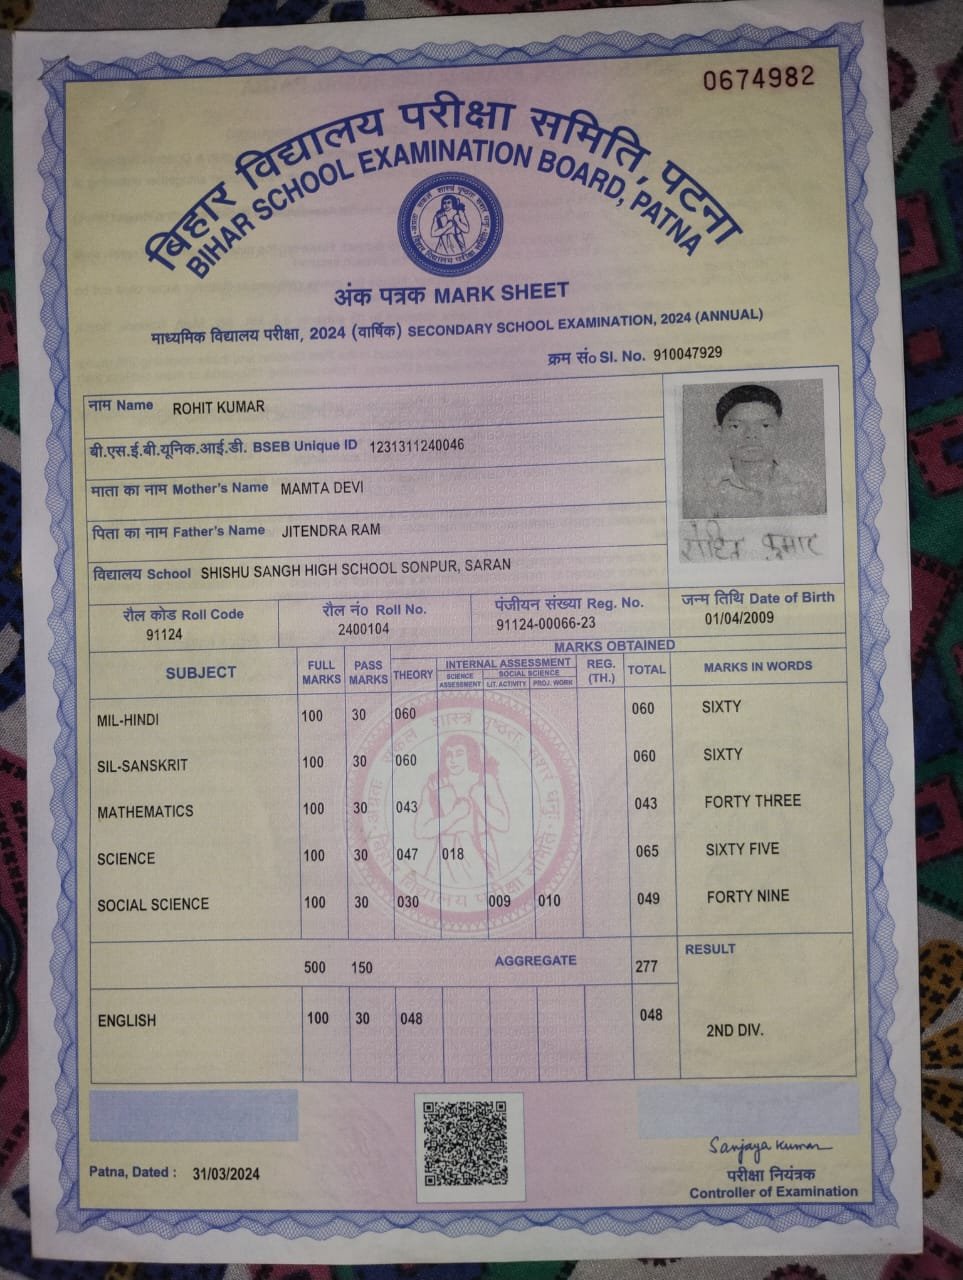 0674982
बिहार विद्यालय परीक्षा समिति, पटना
BIHAR SCHOOL EXAMINATION BOARD, PATNA
अंक पत्रक MARK SHEET
माध्यमिक विद्यालय परीक्षा, 2024 (वार्षिक) SECONDARY SCHOOL EXAMINATION, 2024 (ANNUAL)
क्रम सं० Sl. No. 910047929
नाम Name ROHIT KUMAR
बी.एस.ई.बी.यूनिक.आई.डी. BSEB Unique ID 1231311240046
माता का नाम Mother's Name MAMTA DEVI
पिता का नाम Father's Name JITENDRA RAM
रोहित कुमार
विद्यालय School SHISHU SANGH HIGH SCHOOL SONPUR, SARAN
रौल कोड Roll Code रौल नं० Roll No. पंजीयन संख्या Reg. No. जन्म तिथि Date of Birth
91124 2400104 91124-00066-23 01/04/2009
MARKS OBTAINED
SUBJECT FULL MARKS PASS MARKS THEORY INTERNAL ASSESSMENT REG. (TH.) TOTAL MARKS IN WORDS
SCIENCE ASSESSMENT SOCIAL SCIENCE LIT. ACTIVITY PROJ. WORK
MIL-HINDI 100 30 060 060 SIXTY
SIL-SANSKRIT 100 30 060 060 SIXTY
MATHEMATICS 100 30 043 043 FORTY THREE
SCIENCE 100 30 047 018 065 SIXTY FIVE
SOCIAL SCIENCE 100 30 030 009 010 049 FORTY NINE
500 150 AGGREGATE 277 RESULT
ENGLISH 100 30 048 048
2ND DIV.
Patna, Dated : 31/03/2024
Sanjaya Kumar
परीक्षा नियंत्रक
Controller of Examination